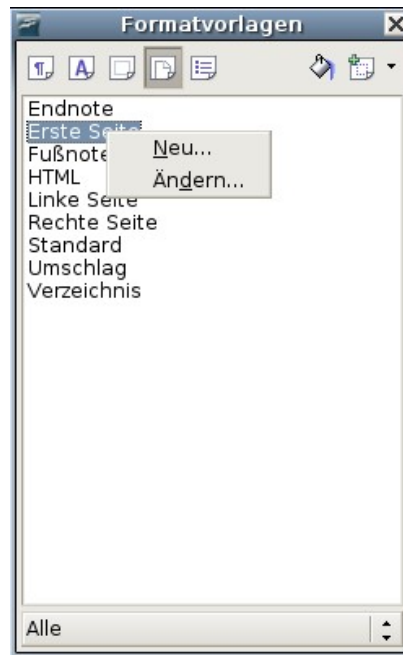 Formatvorlagen
Endnote
Erste Seite
Fußnote
Neu...
HTML
Ändern...
Linke Seite
Rechte Seite
Standard
Umschlag
Verzeichnis
Alle